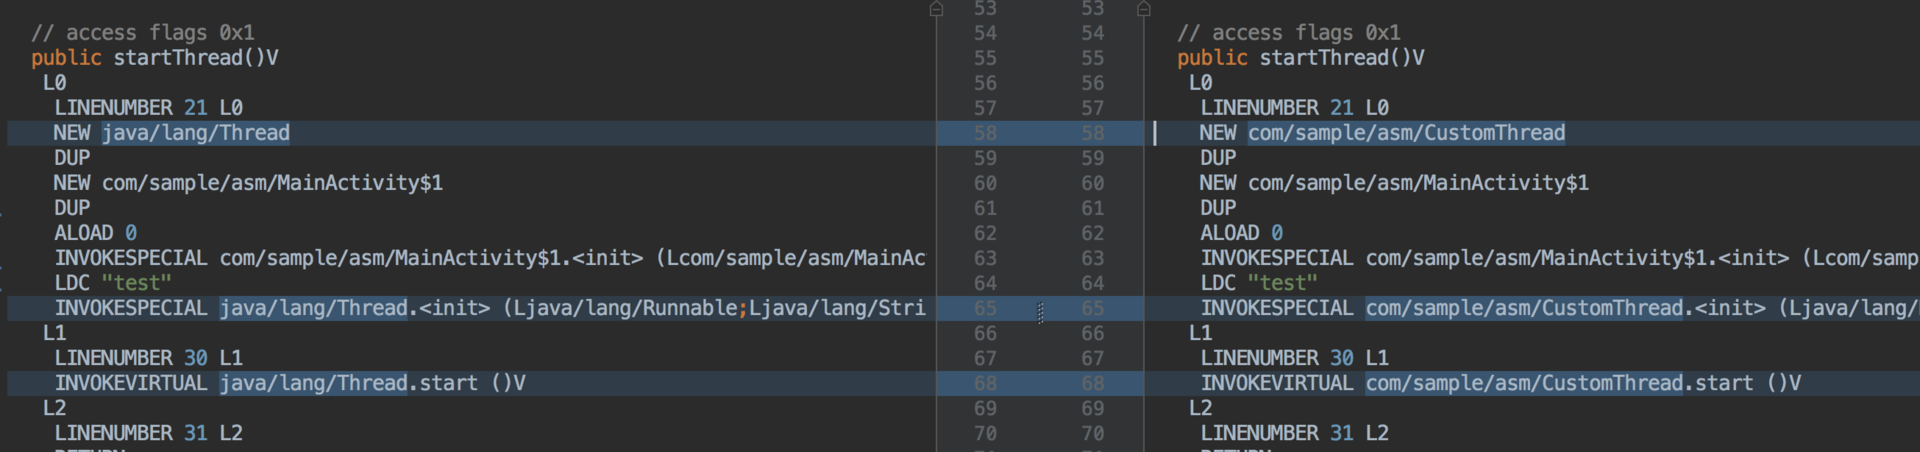 53 53
// access flags 0x1 54 54 // access flags 0x1
public startThread()V 55 55 public startThread()V
L0 56 56 L0
LINENUMBER 21 L0 57 57 LINENUMBER 21 L0
NEW java/lang/Thread 58 58 NEW com/sample/asm/CustomThread
DUP 59 59 DUP
NEW com/sample/asm/MainActivity$1 60 60 NEW com/sample/asm/MainActivity$1
DUP 61 61 DUP
ALOAD 0 62 62 ALOAD 0
INVOKESPECIAL com/sample/asm/MainActivity$1.<init> (Lcom/sample/asm/MainAc 63 63 INVOKESPECIAL com/sample/asm/MainActivity$1.<init> (Lcom/samp
LDC "test" 64 64 LDC "test"
INVOKESPECIAL java/lang/Thread.<init> (Ljava/lang/Runnable;Ljava/lang/Stri 65 65 INVOKESPECIAL com/sample/asm/CustomThread.<init> (Ljava/lang/
L1 66 66 L1
LINENUMBER 30 L1 67 67 LINENUMBER 30 L1
INVOKEVIRTUAL java/lang/Thread.start ()V 68 68 INVOKEVIRTUAL com/sample/asm/CustomThread.start ()V
L2 69 69 L2
LINENUMBER 31 L2 70 70 LINENUMBER 31 L2